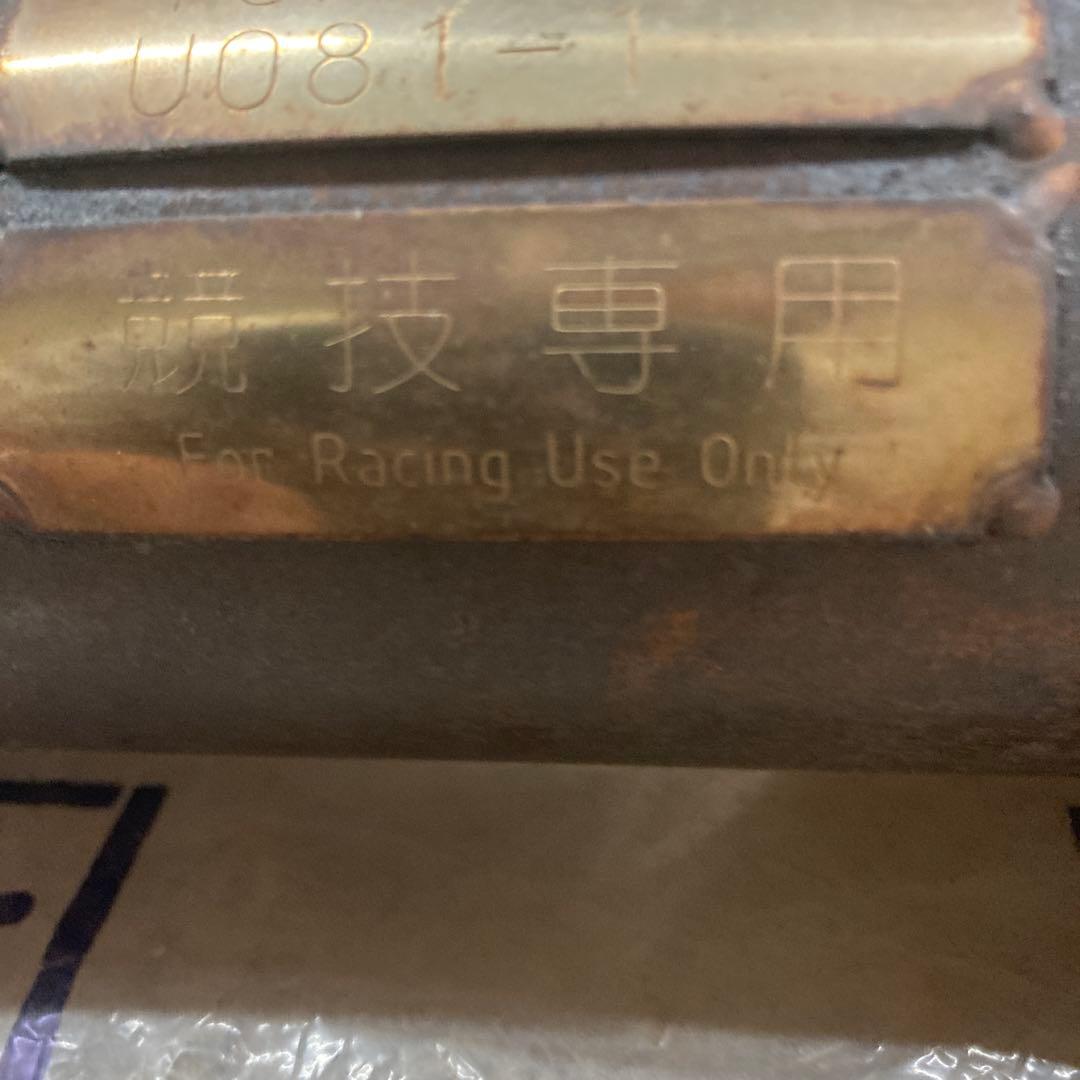 U081-1
競技専用
For Racing Use Only